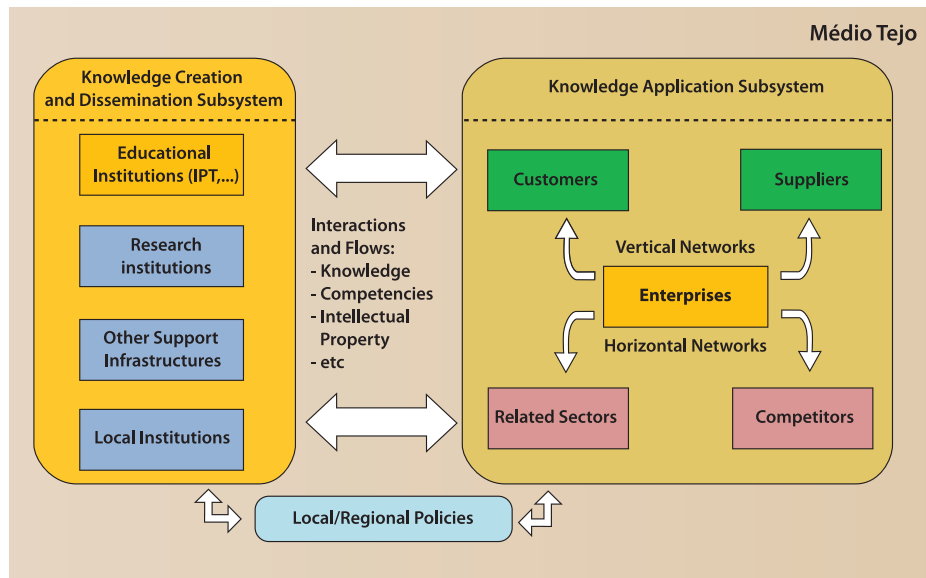 Médio Tejo
Knowledge Creation
and Dissemination Subsystem
Educational
Institutions (IPT,...)
Research
institutions
Other Support
Infrastructures
Local Institutions
Interactions
and Flows:
- Knowledge
- Competencies
- Intellectual
Property
- etc
Knowledge Application Subsystem
Customers
Suppliers
Vertical Networks
Enterprises
Horizontal Networks
Related Sectors
Competitors
Local/Regional Policies